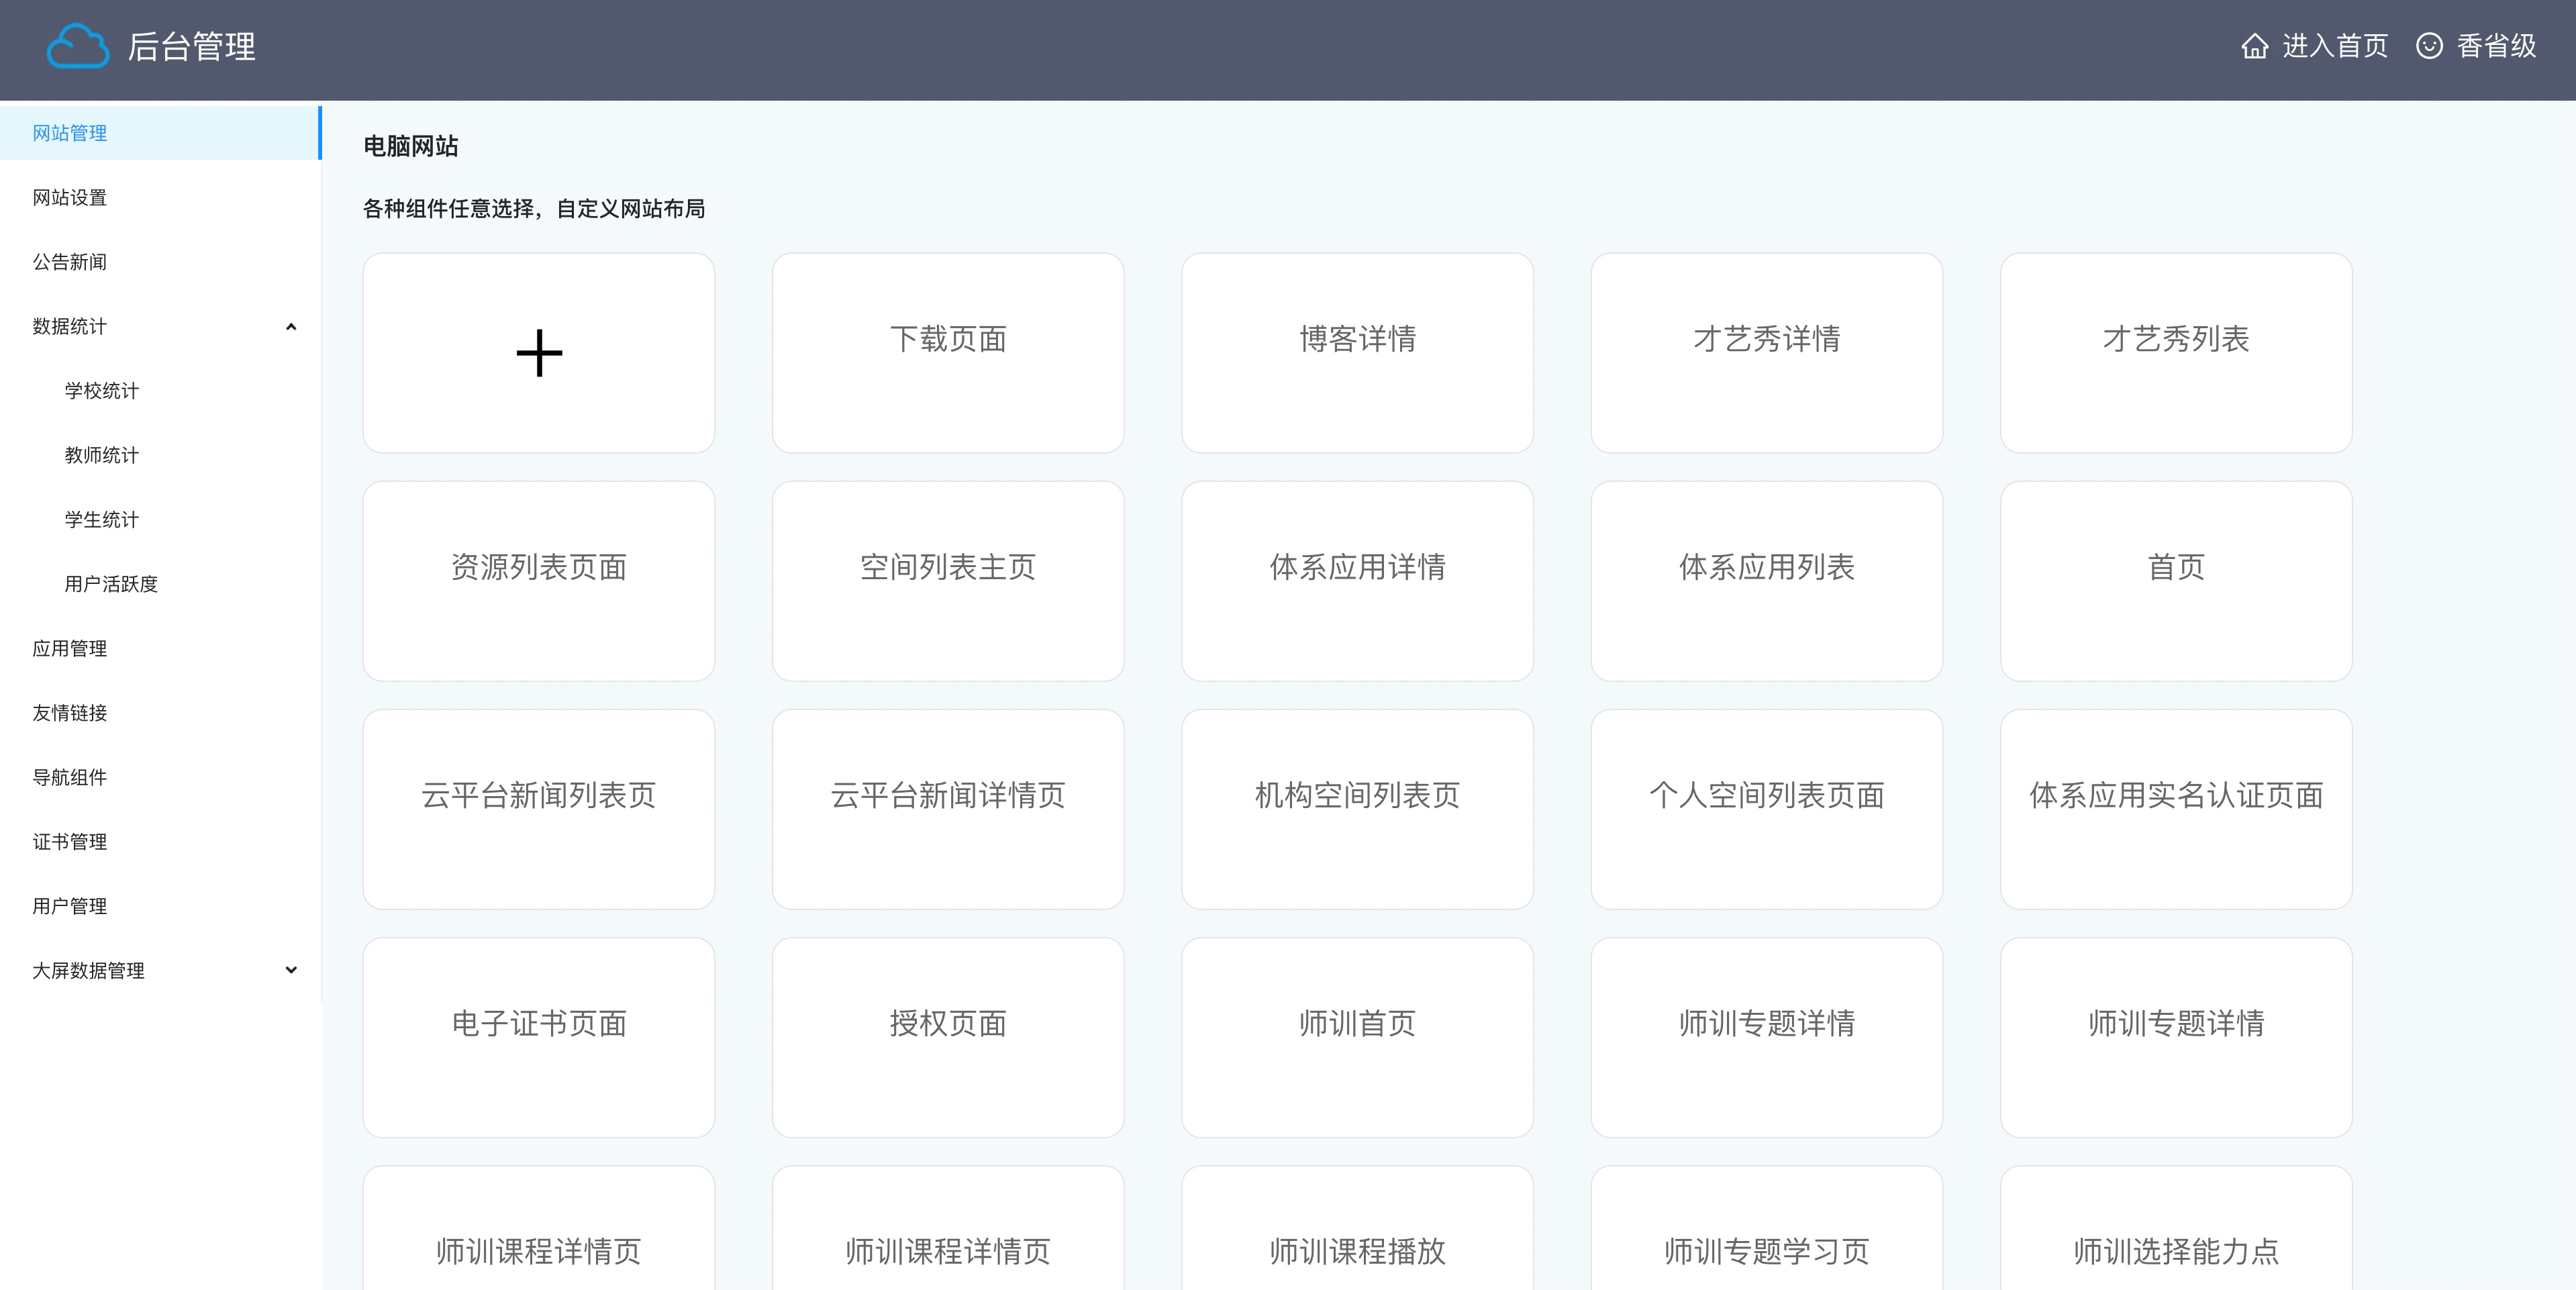 后台管理
进入首页
香省级
网站管理
网站设置
公告新闻
数据统计
学校统计
教师统计
学生统计
用户活跃度
应用管理
友情链接
导航组件
证书管理
用户管理
大屏数据管理
电脑网站
各种组件任意选择，自定义网站布局
下载页面
博客详情
才艺秀详情
才艺秀列表
资源列表页面
空间列表主页
体系应用详情
体系应用列表
首页
云平台新闻列表页
云平台新闻详情页
机构空间列表页
个人空间列表页面
体系应用实名认证页面
电子证书页面
授权页面
师训首页
师训专题详情
师训专题详情
师训课程详情页
师训课程详情页
师训课程播放
师训专题学习页
师训选择能力点